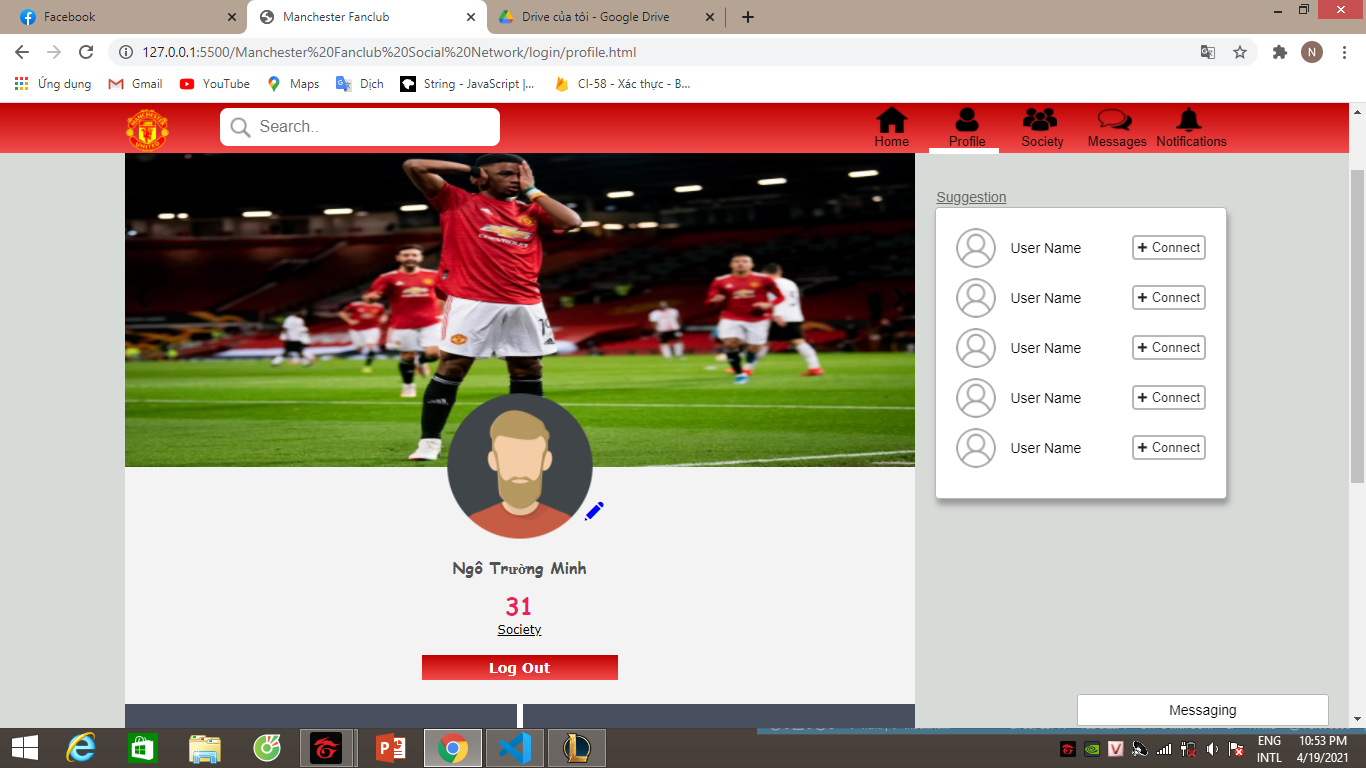 Facebook
Manchester Fanclub
Drive của tôi - Google Drive
127.0.0.1:5500/Manchester%20Fanclub%20Social%20Network/login/profile.html
N
Ứng dụng
Gmail
YouTube
Maps
Dịch
String - JavaScript |...
CI-58 - Xác thực - B...
MANCHESTER
UNITED
Search..
Home
Profile
Society
Messages
Notifications
CHEVROLET
Suggestion
User Name
Connect
User Name
Connect
User Name
Connect
User Name
Connect
User Name
Connect
Ngô Trường Minh
31
Society
Log Out
Messaging
ENG
INTL
10:53 PM
4/19/2021